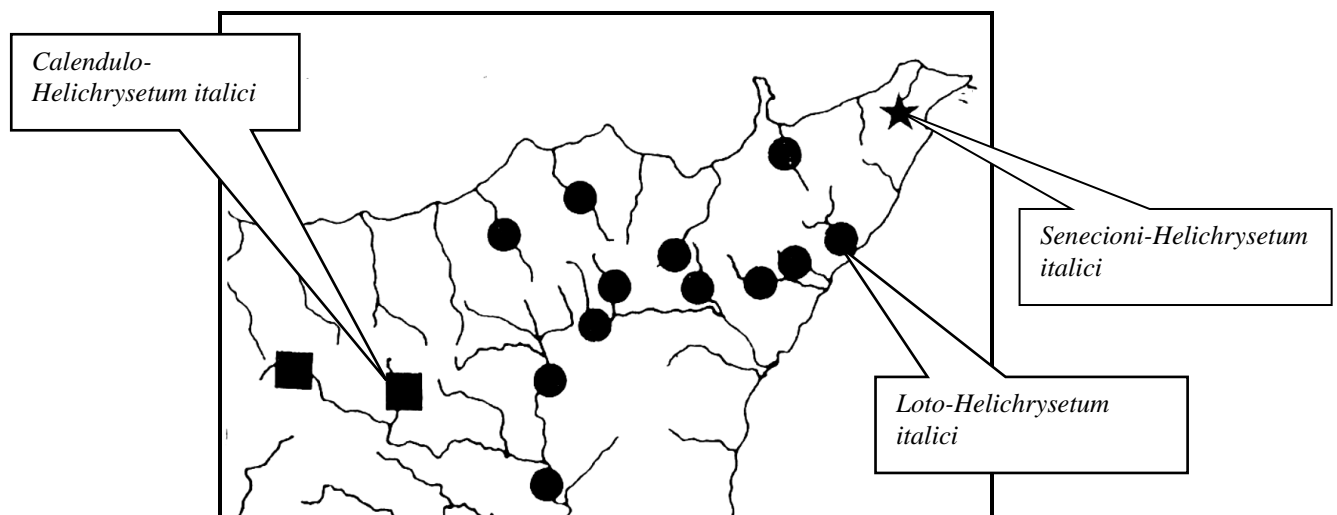 Calendulo-
Helichrysetum italici
Senecioni-Helichrysetum
italici
Loto-Helichrysetum
italici